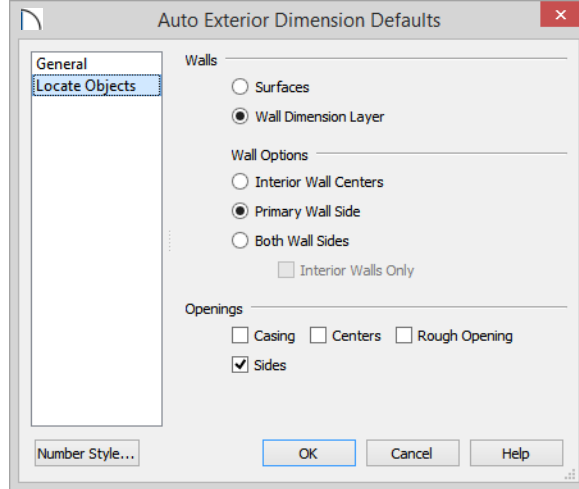 Auto Exterior Dimension Defaults
General
Locate Objects
Walls
Surfaces
Wall Dimension Layer
Wall Options
Interior Wall Centers
Primary Wall Side
Both Wall Sides
Interior Walls Only
Openings
Casing Centers Rough Opening
Sides
Number Style... OK Cancel Help